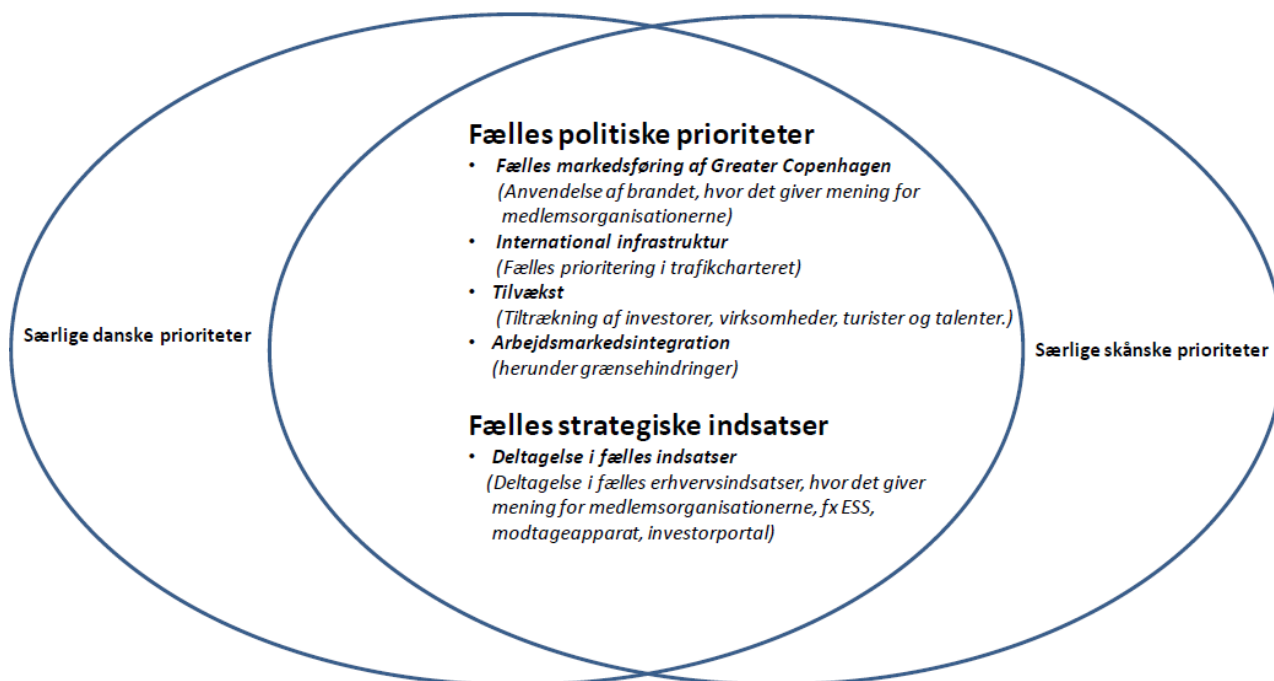 Fælles politiske prioriteter
• Fælles markedsføring af Greater Copenhagen
(Anvendelse af brandet, hvor det giver mening for
medlemsorganisationerne)
• International infrastruktur
(Fælles prioritering i trafikcharteret)
• Tilvækst
(Tiltrækning af investorer, virksomheder, turister og talenter.)
• Arbejdsmarkedsintegration
(herunder grænsehindringer)
Særlige danske prioriteter
Særlige skånske prioriteter
Fælles strategiske indsatser
• Deltagelse i fælles indsatser
(Deltagelse i fælles erhvervsindsatser, hvor det giver
mening for medlemsorganisationerne, fx ESS,
modtageapparat, investorportal)